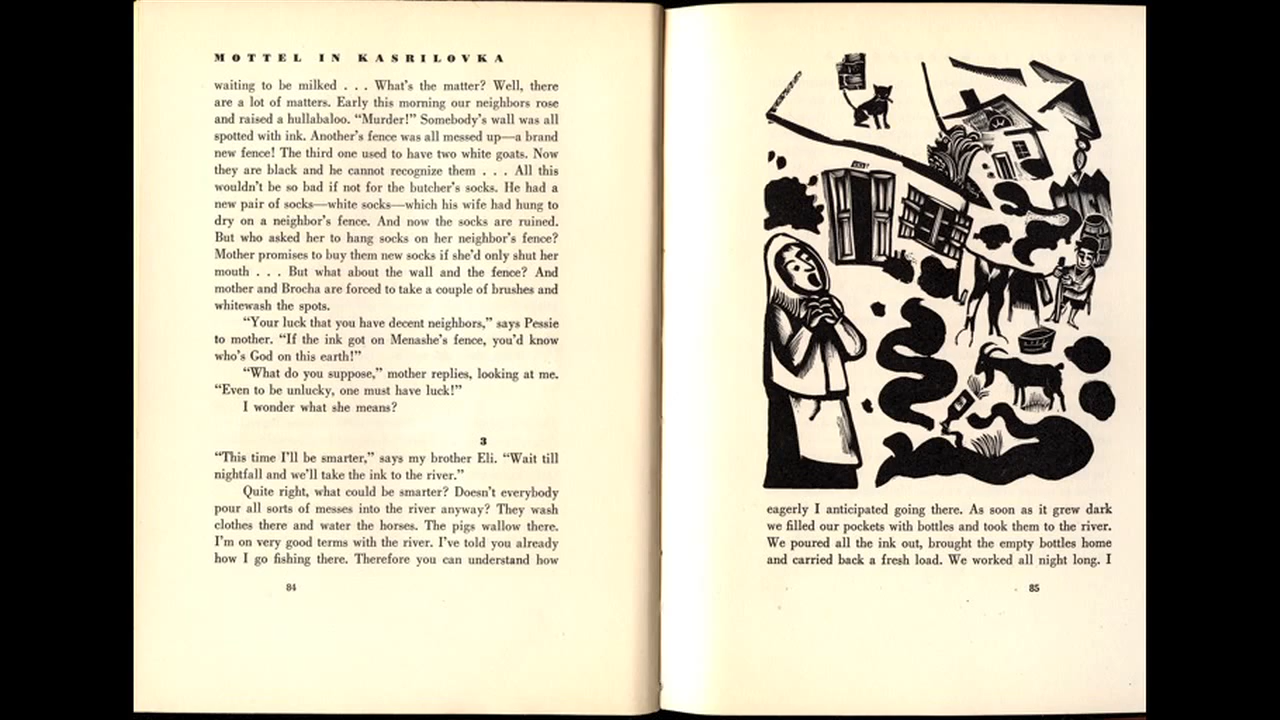 MOTTEL IN KASRILOVKA
waiting to be milked . . . What's the matter? Well, there
are a lot of matters. Early this morning our neighbors rose
and raised a hullabaloo. “Murder!” Somebody's wall was all
spotted with ink. Another's fence was all messed up—a brand
new fence! The third one used to have two white goats. Now
they are black and he cannot recognize them . . . All this
wouldn't be so bad if not for the butcher's socks. He had a
new pair of socks—white socks—which his wife had hung to
dry on a neighbor's fence. And now the socks are ruined.
But who asked her to hang socks on her neighbor's fence?
Mother promises to buy them new socks if she'd only shut her
mouth . . . But what about the wall and the fence? And
mother and Brocha are forced to take a couple of brushes and
whitewash the spots.
“Your luck that you have decent neighbors,” says Pessie
to mother. “If the ink got on Menashe's fence, you'd know
who's God on this earth!”
“What do you suppose,” mother replies, looking at me.
“Even to be unlucky, one must have luck!”
I wonder what she means?
3
“This time I'll be smarter,” says my brother Eli. “Wait till
nightfall and we'll take the ink to the river.”
Quite right, what could be smarter? Doesn't everybody
pour all sorts of messes into the river anyway? They wash
clothes there and water the horses. The pigs wallow there.
I'm on very good terms with the river. I've told you already
how I go fishing there. Therefore you can understand how
84
eagerly I anticipated going there. As soon as it grew dark
we filled our pockets with bottles and took them to the river.
We poured all the ink out, brought the empty bottles home
and carried back a fresh load. We worked all night long. I
85